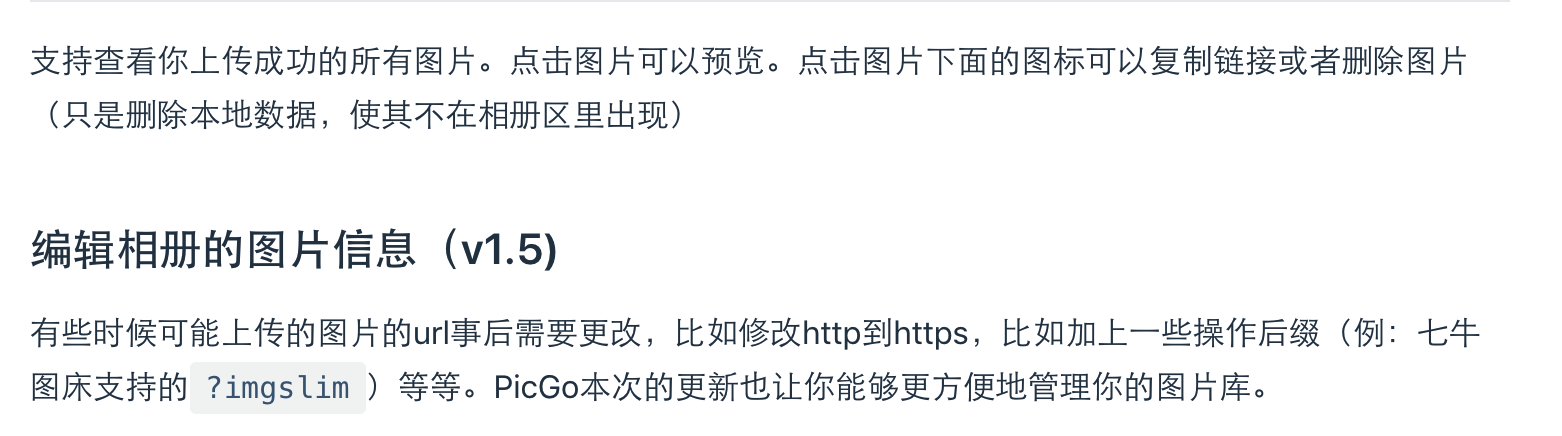 支持查看你上传成功的所有图片。点击图片可以预览。点击图片下面的图标可以复制链接或者删除图片
（只是删除本地数据，使其不在相册区里出现）
编辑相册的图片信息（v1.5)
有些时候可能上传的图片的url事后需要更改，比如修改http到https，比如加上一些操作后缀（例：七牛
图床支持的 ?imgslim ）等等。PicGo本次的更新也让你能够更方便地管理你的图片库。